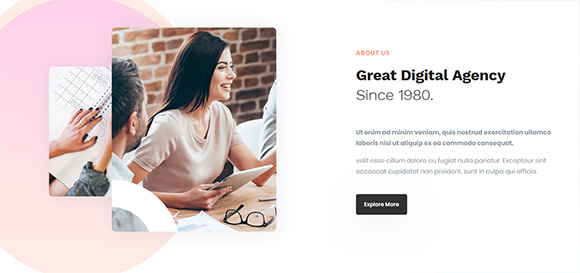 ABOUT US
Great Digital Agency
Since 1980.
Ut enim ad minim veniam, quis nostrud exercitation ullamco
laboris nisi ut aliquip ex ea commodo consequat.
velit esso cillum dolore eu fugiat nulla pariatur. Excepteur sint
occaecat cupidatat non proident, sunt in culpa qui officia.
Explore More